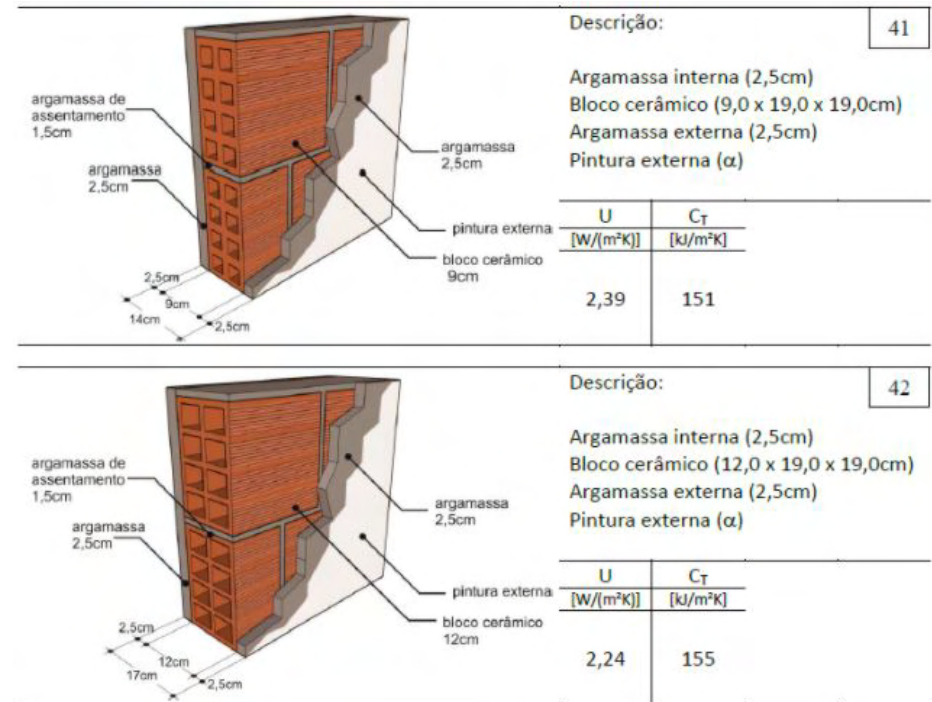 Descrição:
41
Argamassa interna (2,5cm)
Bloco cerâmico (9,0 x 19,0 x 19,0cm)
Argamassa externa (2,5cm)
Pintura externa (α)
argamassa de
assentamento
1,5cm
argamassa
2,5cm
argamassa
2,5cm
pintura externa
bloco cerâmico
9cm
2,5cm
9cm
14cm
2,5cm
U
C_T
[W/(m²K)]
[kJ/m²K]
2,39
151
Descrição:
42
Argamassa interna (2,5cm)
Bloco cerâmico (12,0 x 19,0 x 19,0cm)
Argamassa externa (2,5cm)
Pintura externa (α)
argamassa de
assentamento
1,5cm
argamassa
2,5cm
argamassa
2,5cm
pintura externa
bloco cerâmico
12cm
2,5cm
12cm
17cm
2,5cm
U
C_T
[W/(m²K)]
[kJ/m²K]
2,24
155